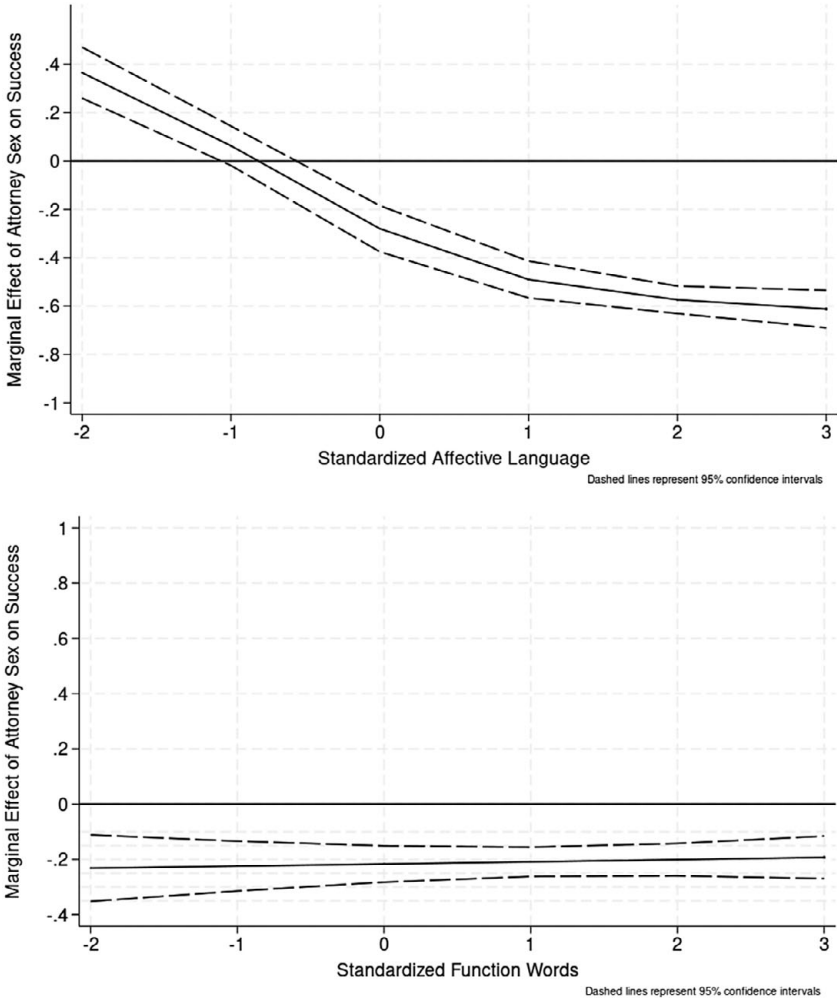 Marginal Effect of Attorney Sex on Success
.4
.2
0
-.2
-.4
-.6
-.8
-1
-2 -1 0 1 2 3
Standardized Affective Language
Dashed lines represent 95% confidence intervals
Marginal Effect of Attorney Sex on Success
1
.8
.6
.4
.2
0
-.2
-.4
-2 -1 0 1 2 3
Standardized Function Words
Dashed lines represent 95% confidence intervals